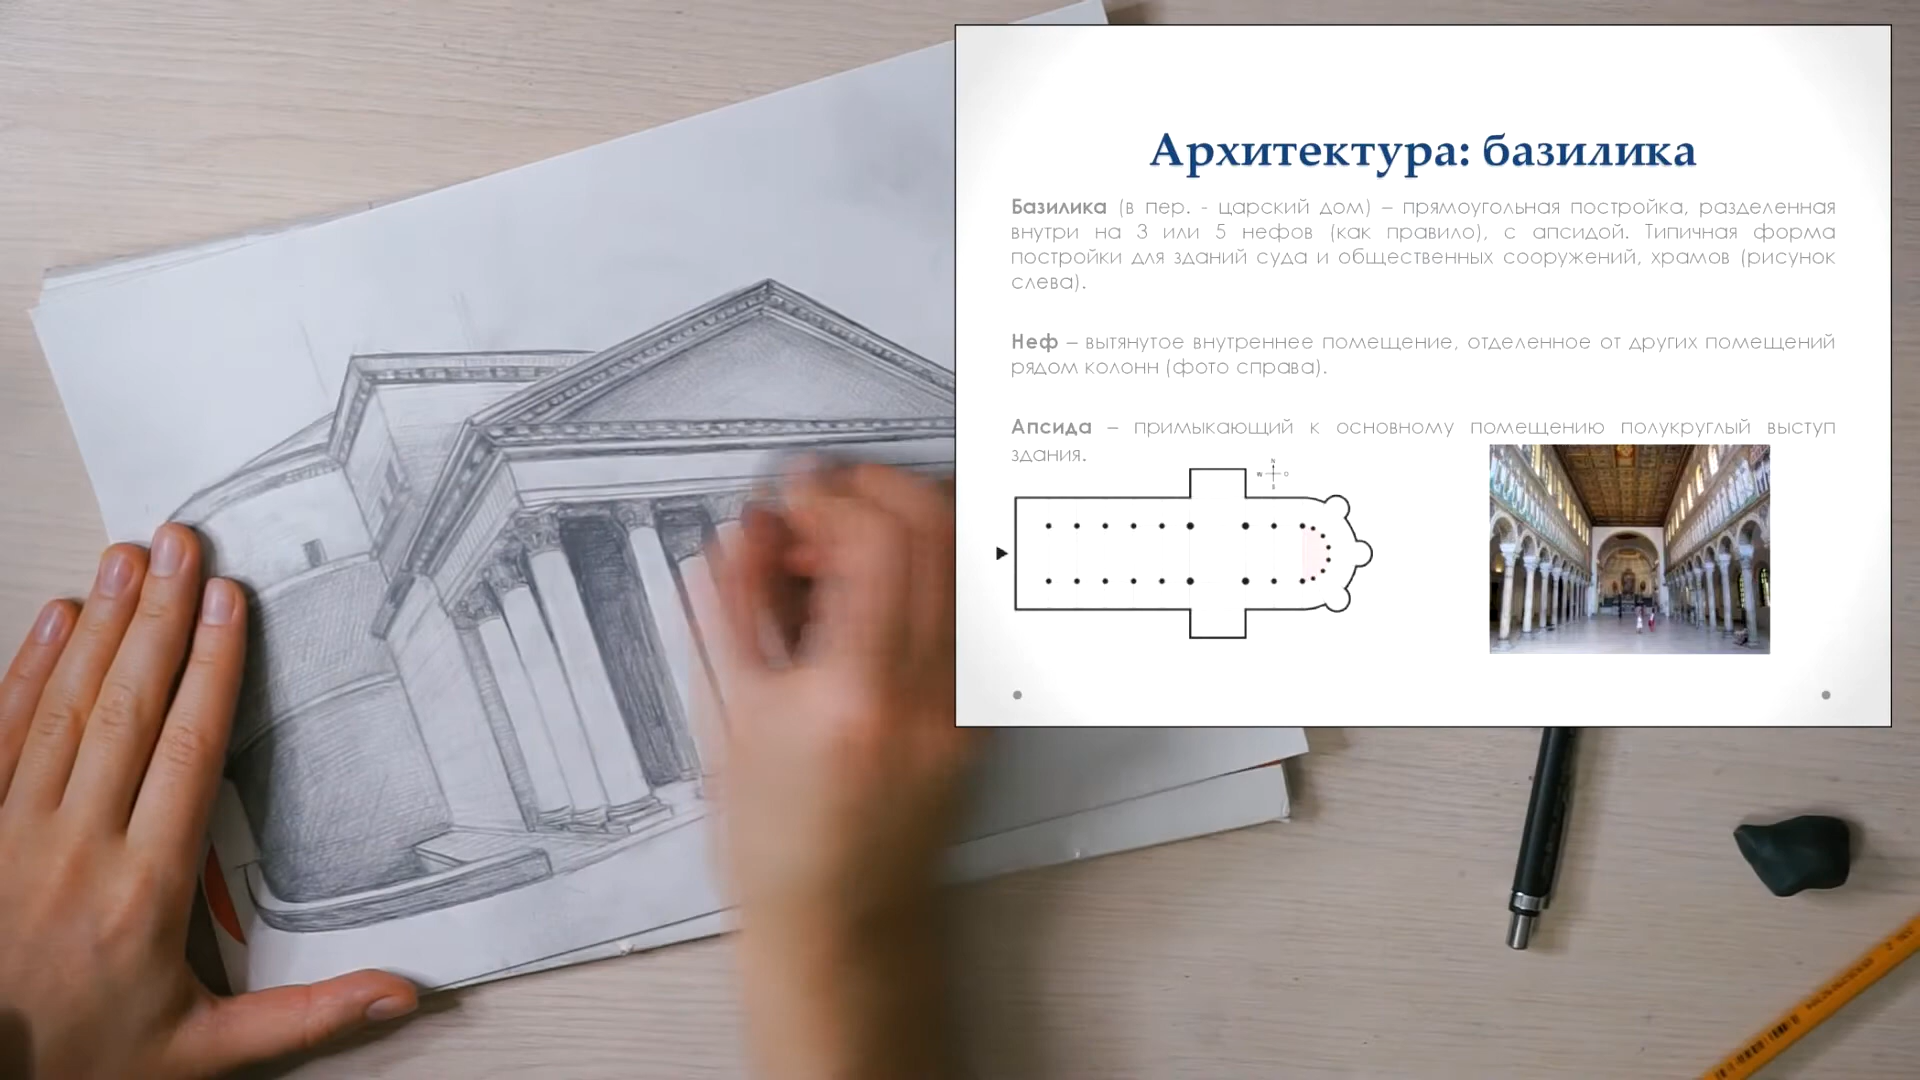 Архитектура: базилика
Базилика (в пер. - царский дом) – прямоугольная постройка, разделенная
внутри на 3 или 5 нефов (как правило), с апсидой. Типичная форма
постройки для зданий суда и общественных сооружений, храмов (рисунок
слева).
Неф – вытянутое внутреннее помещение, отделенное от других помещений
рядом колонн (фото справа).
Апсида – примыкающий к основному помещению полукруглый выступ
здания.
N
W O
S